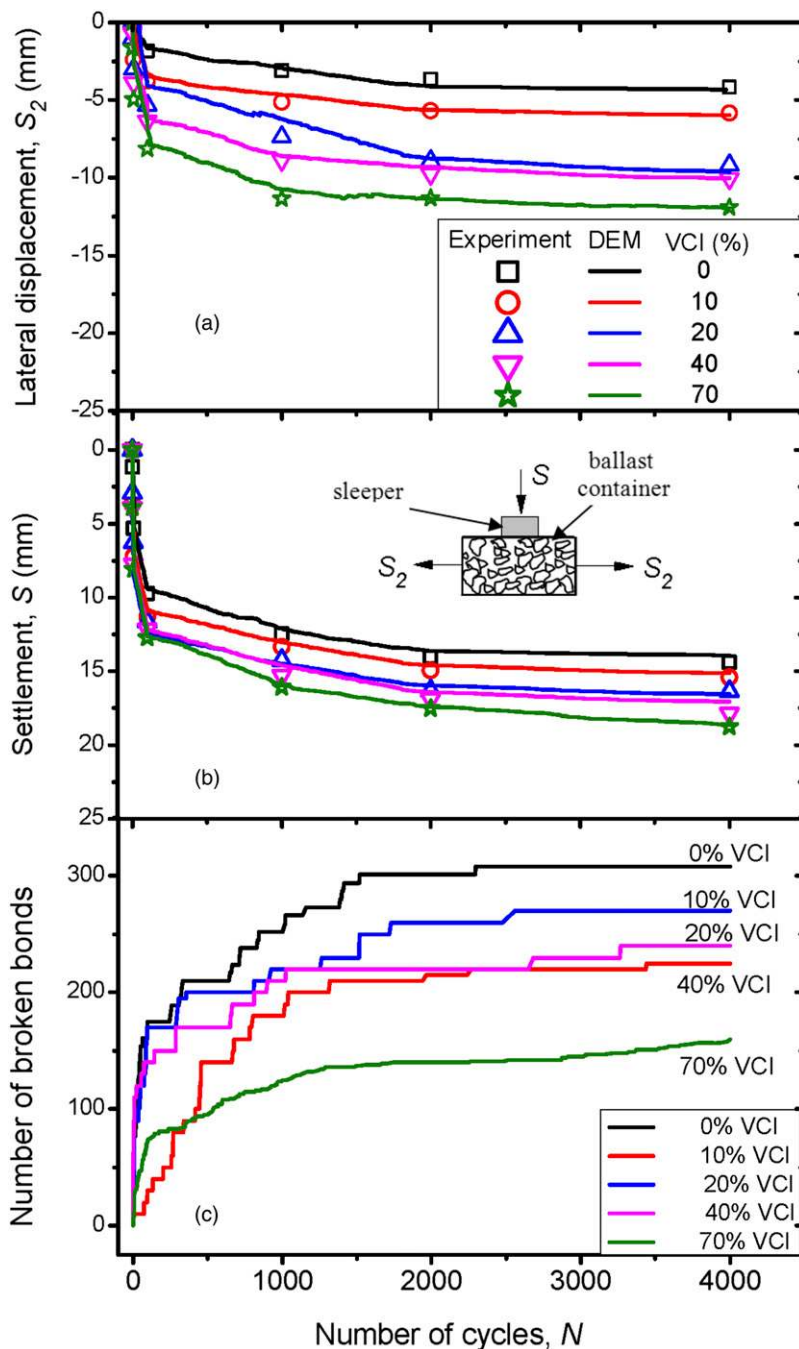 0
-5
-10
-15
-20
-25
Lateral displacement, S2 (mm)
Experiment DEM VCI (%)
0
10
20
40
70
(a)
0
5
10
15
20
25
Settlement, S (mm)
sleeper
S
ballast
container
S2
S2
(b)
300
200
100
0
Number of broken bonds
0% VCI
10% VCI
20% VCI
40% VCI
70% VCI
(c)
0% VCI
10% VCI
20% VCI
40% VCI
70% VCI
0 1000 2000 3000 4000
Number of cycles, N